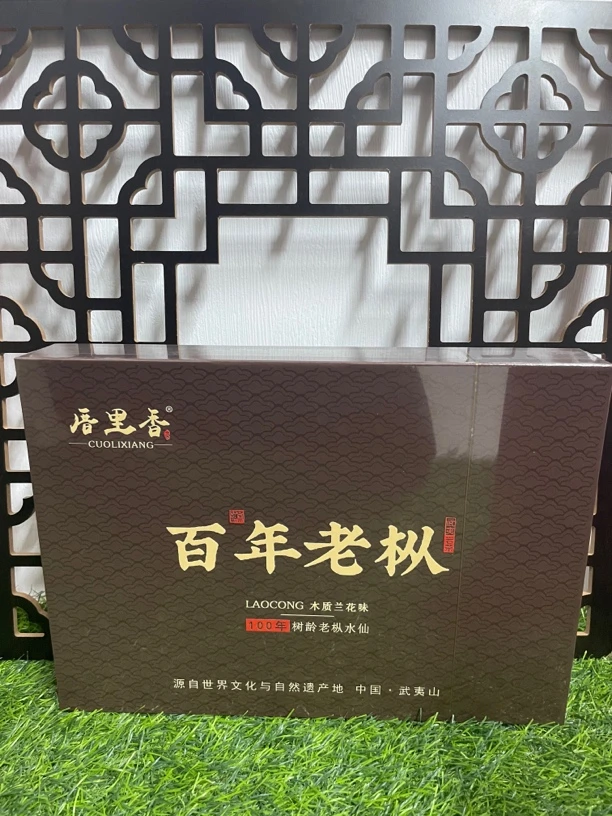 厝里香®
CUOLIXIANG
百年老枞
LAOCONG 木质兰花味
100年 树龄老枞水仙
源自世界文化与自然遗产地 中国·武夷山